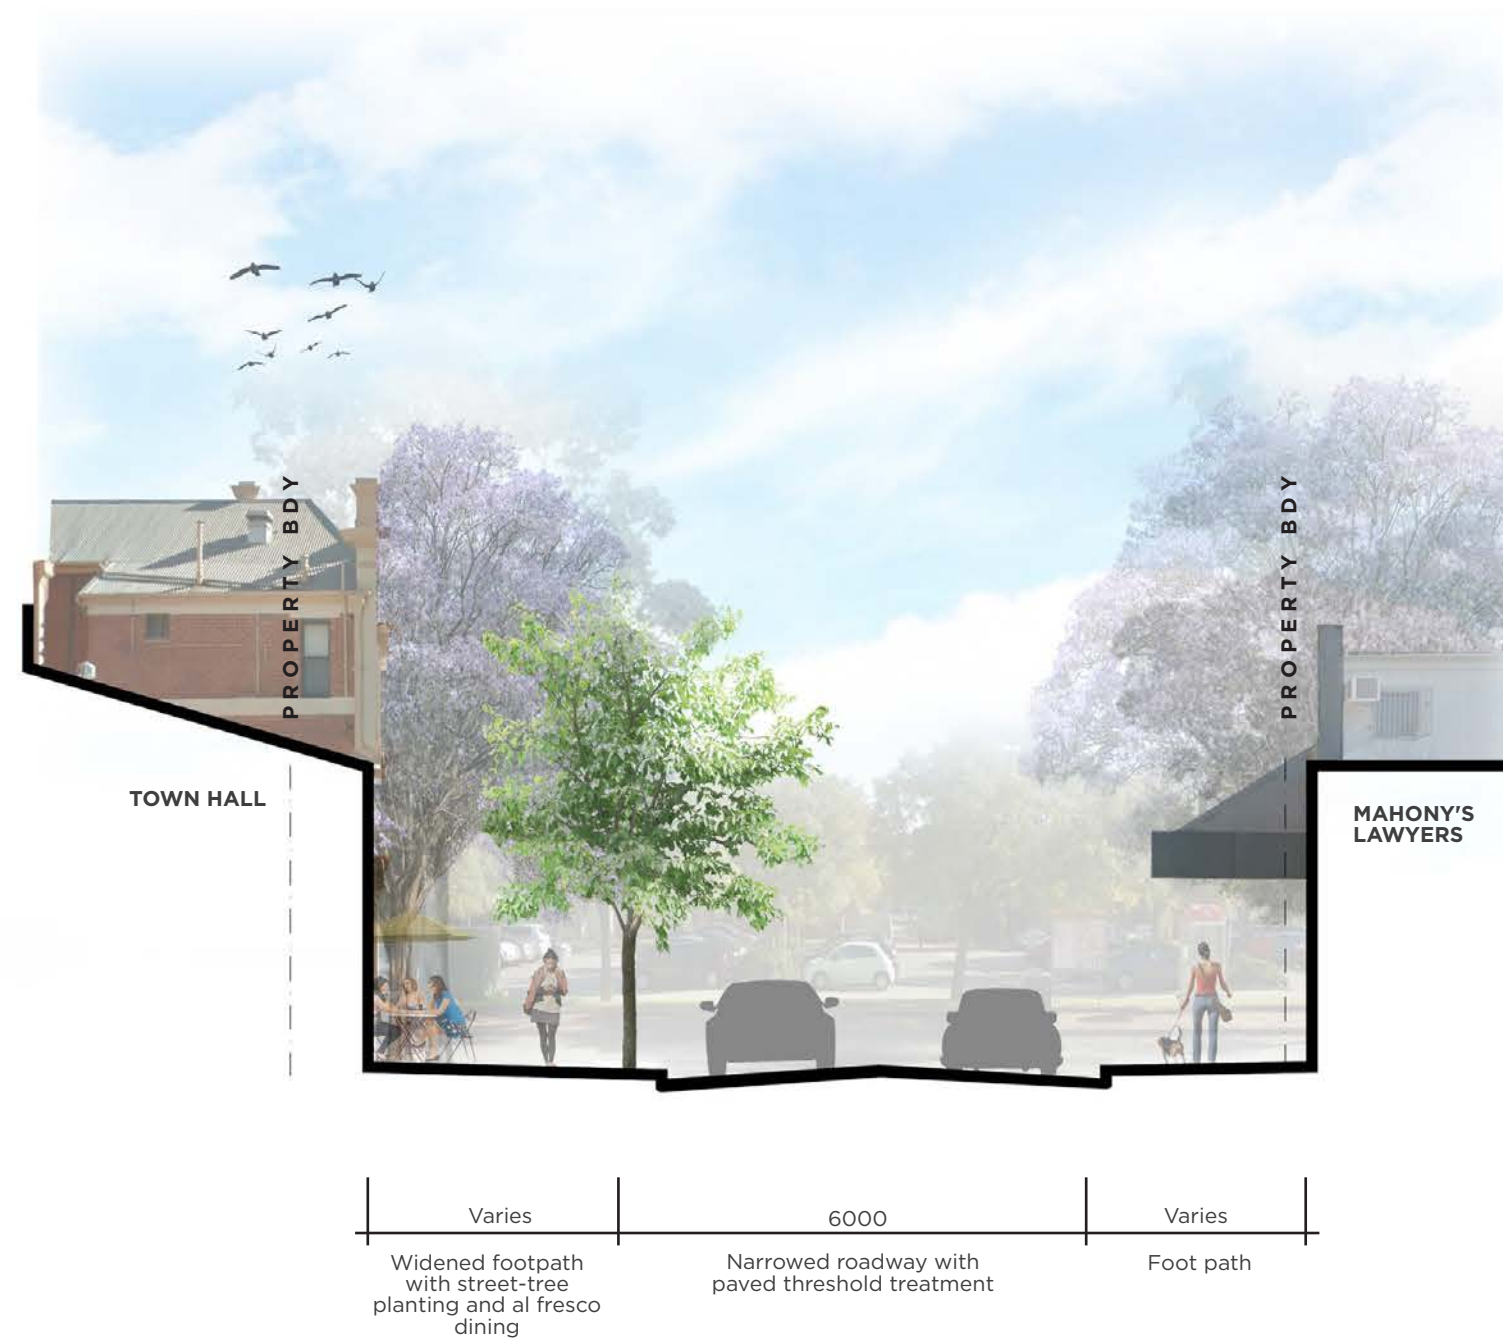 PROPERTY BDY
PROPERTY BDY
TOWN HALL
MAHONY'S
LAWYERS
Varies
6000
Varies
Widened footpath
with street-tree
planting and al fresco
dining
Narrowed roadway with
paved threshold treatment
Foot path